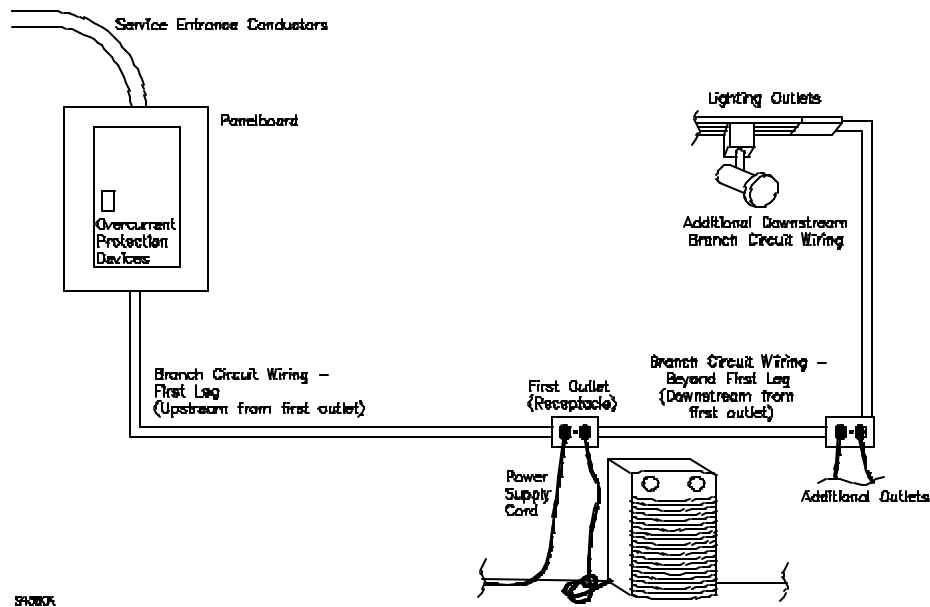 Service Entrance Conductors
Panelboard
Overcurrent
Protection
Devices
Lighting Outlets
Additional Downstream
Branch Circuit Wiring
Branch Circuit Wiring –
First Leg
(Upstream from first outlet)
First Outlet
(Receptacle)
Branch Circuit Wiring –
Beyond First Leg
(Downstream from
first outlet)
Power
Supply
Cord
Additional Outlets